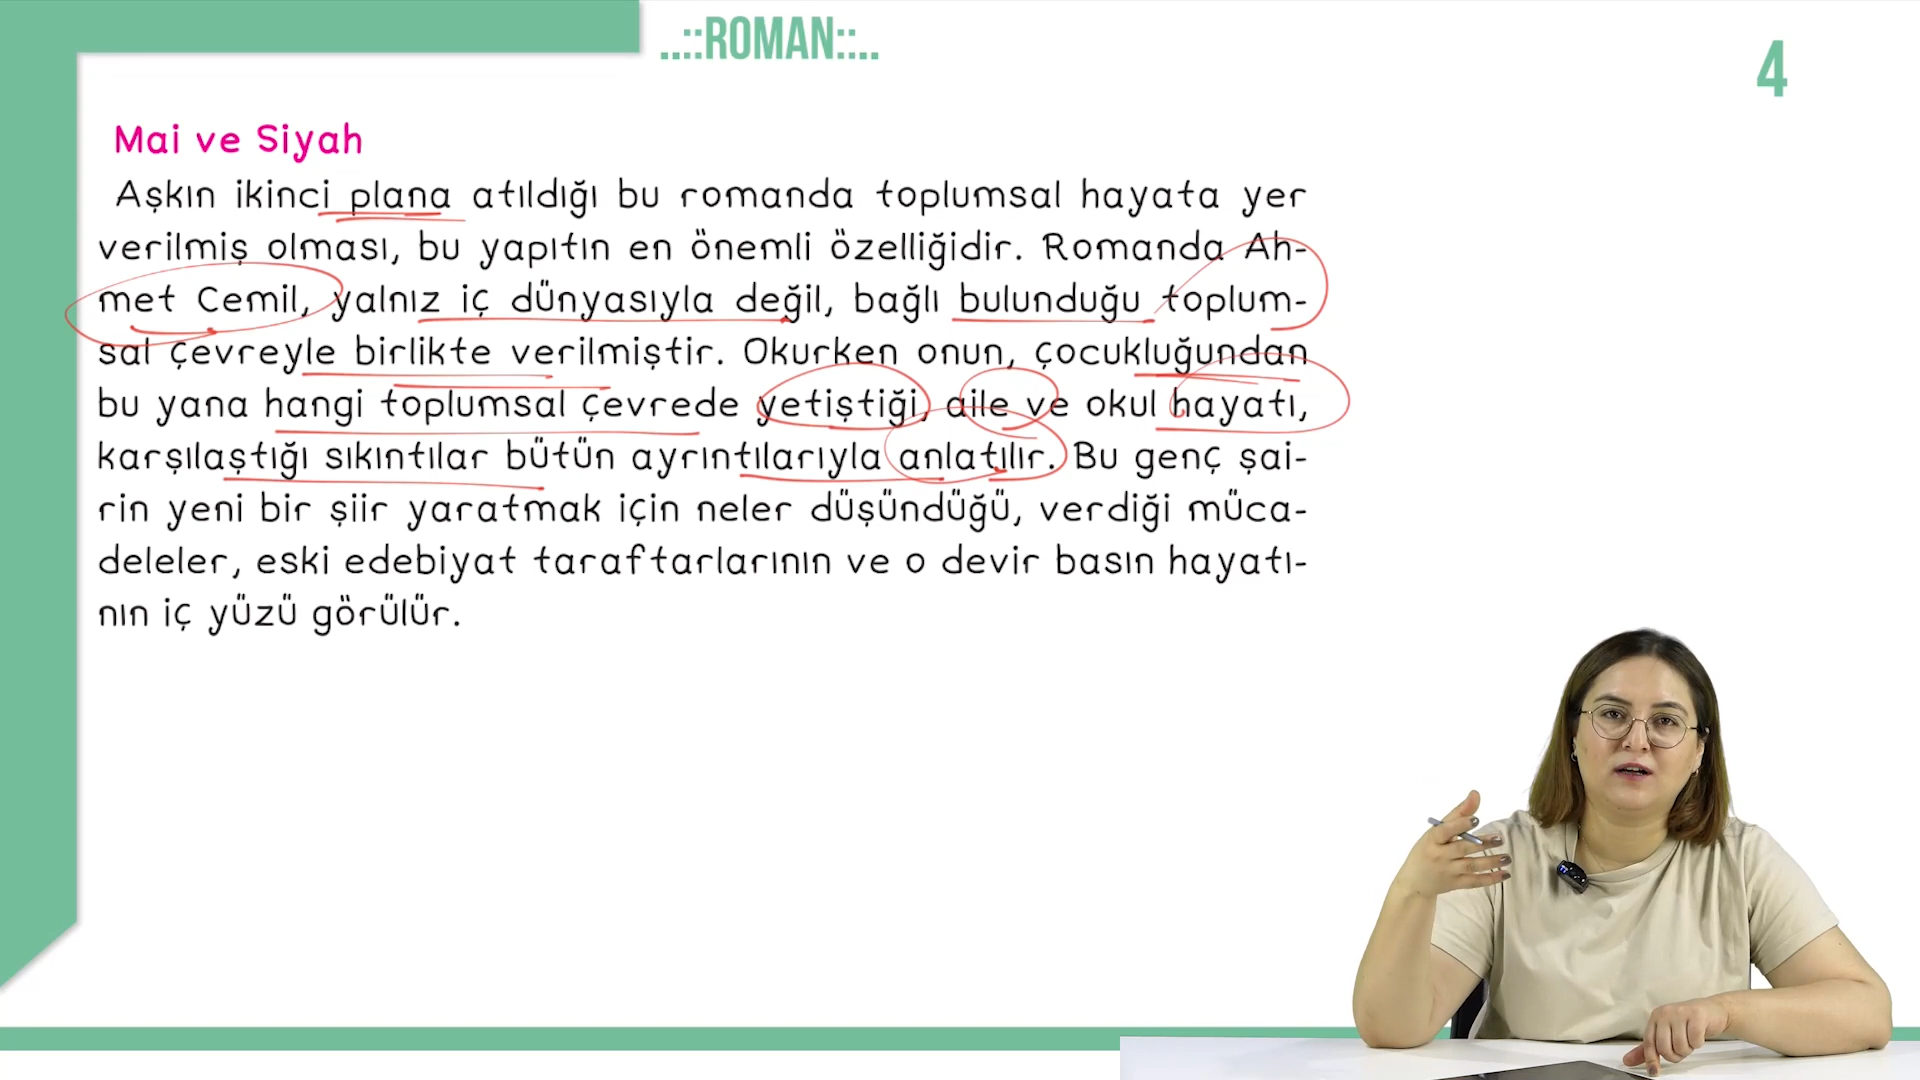 ..::ROMAN::..
4
Mai ve Siyah
Aşkın ikinci plana atıldığı bu romanda toplumsal hayata yer
verilmiş olması, bu yapıtın en önemli özelliğidir. Romanda Ah-
met Cemil, yalnız iç dünyasıyla değil, bağlı bulunduğu toplum-
sal çevreyle birlikte verilmiştir. Okurken onun, çocukluğundan
bu yana hangi toplumsal çevrede yetiştiği, aile ve okul hayatı,
karşılaştığı sıkıntılar bütün ayrıntılarıyla anlatılır. Bu genç şai-
rin yeni bir şiir yaratmak için neler düşündüğü, verdiği müca-
deleler, eski edebiyat taraftarlarının ve o devir basın hayatı-
nın iç yüzü görülür.